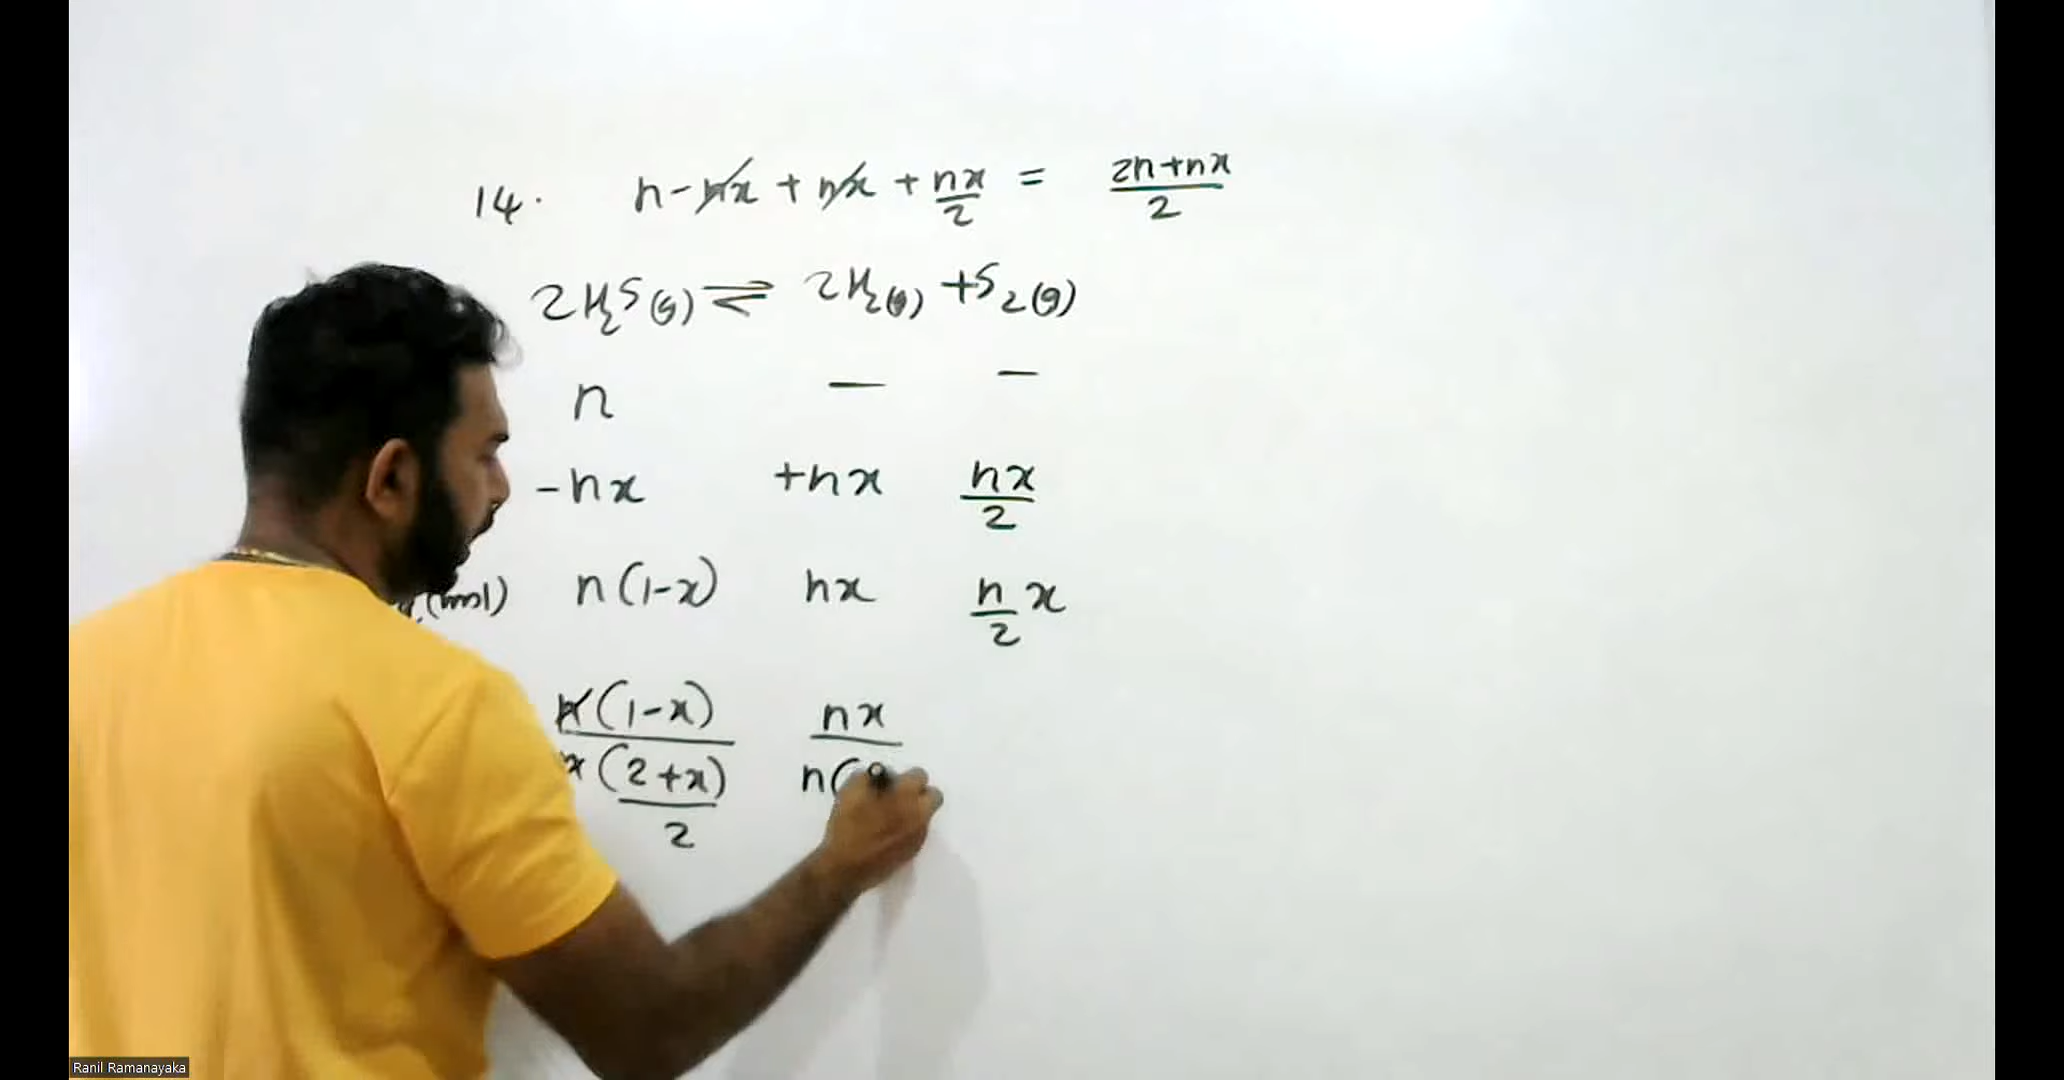 14. n - nx + nx + nx/2 = 2n+nx/2
2H₂S(g) ⇌ 2H₂(g) + S₂(g)
n — —
-nx +nx nx/2
(mol) n(1-x) nx n/2 x
n(1-x) nx
(2+x) n(
2
Ranil Ramanayaka